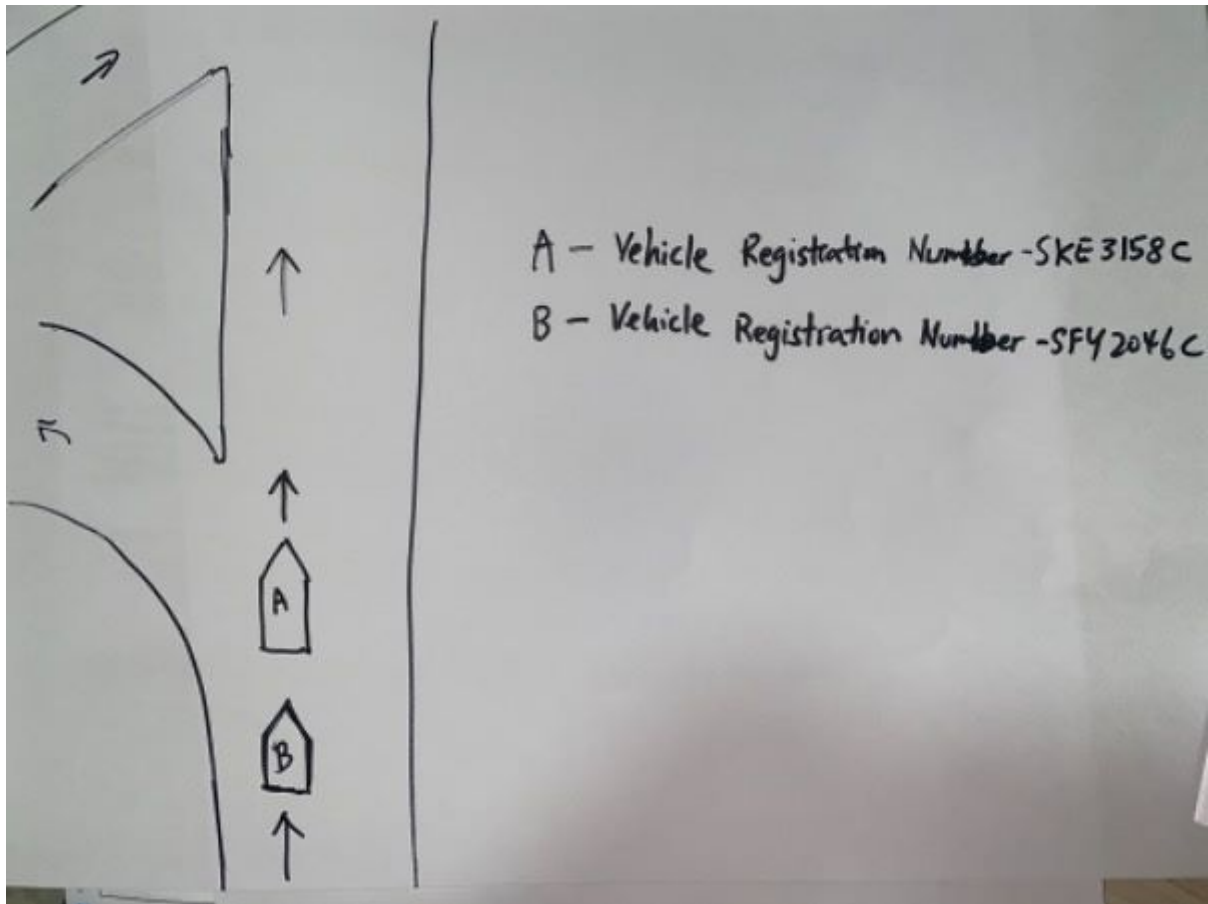 A - Vehicle Registration Number -SKE3158C
B - Vehicle Registration Number -SFY2046C
A
B